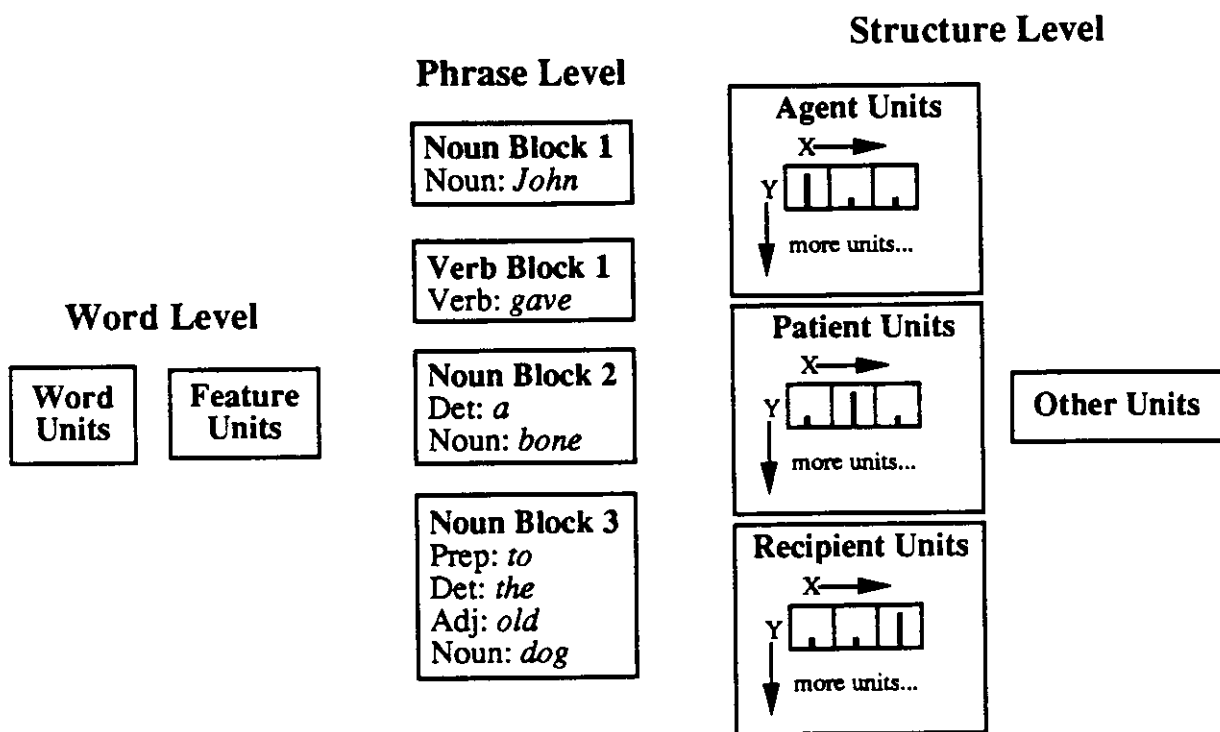 Word Level
Word
Units
Feature
Units
Phrase Level
Noun Block 1
Noun: John
Verb Block 1
Verb: gave
Noun Block 2
Det: a
Noun: bone
Noun Block 3
Prep: to
Det: the
Adj: old
Noun: dog
Structure Level
Agent Units
X
Y
more units...
Patient Units
X
Y
more units...
Recipient Units
X
Y
more units...
Other Units